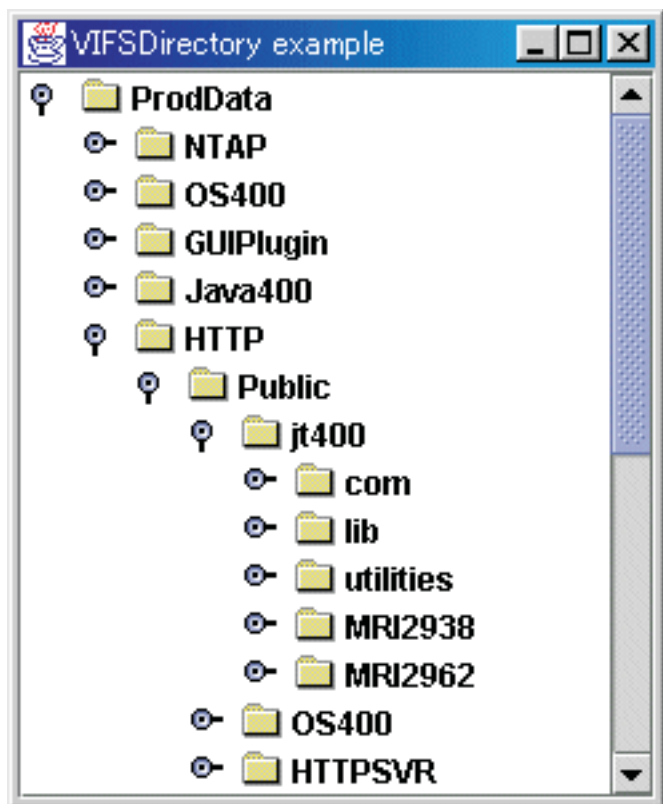 VIFSDirectory example
ProdData
NTAP
OS400
GUIPlugin
Java400
HTTP
Public
jt400
com
lib
utilities
MRI2938
MRI2962
OS400
HTTPSVR